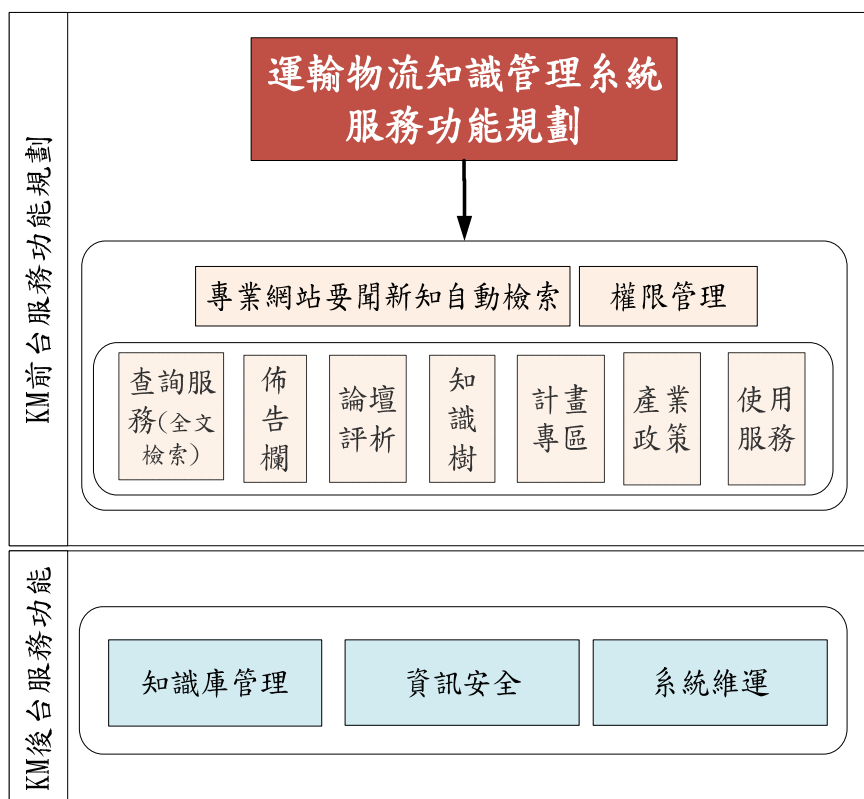 KM前台服務功能規劃
運輸物流知識管理系統
服務功能規劃
專業網站要聞新知自動檢索
權限管理
查詢服
務(全文
檢索)
佈
告
欄
論壇
評析
知
識
樹
計畫
專區
產業
政策
使用
服務
KM後台服務功能
知識庫管理
資訊安全
系統維運